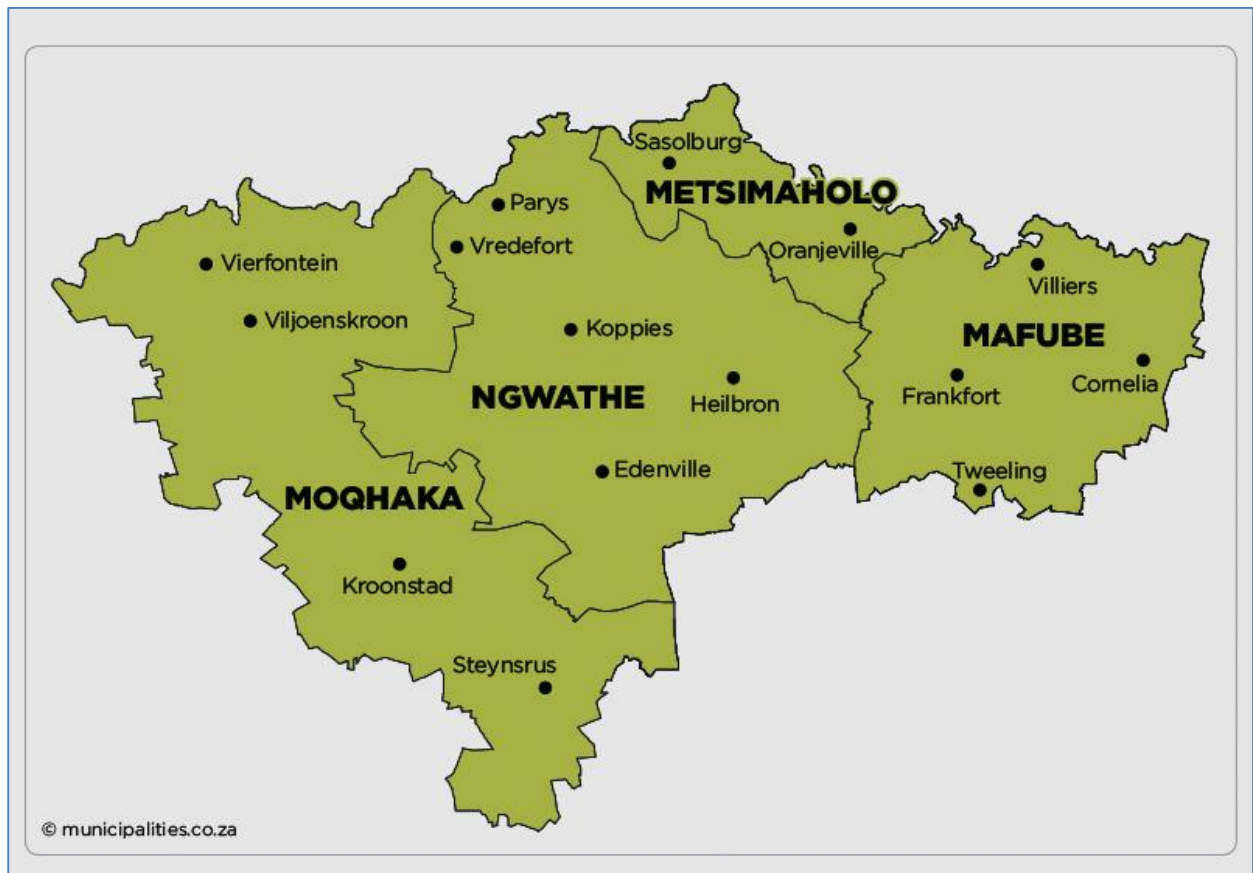 Sasolburg
METSIMAHOLO
Parys
Oranjeville
Vredefort
Vierfontein
Villiers
Viljoenskroon
Koppies
MAFUBE
Cornelia
Frankfort
NGWATHE
Heilbron
Edenville
Tweeling
MOQHAKA
Kroonstad
Steynsrus
© municipalities.co.za